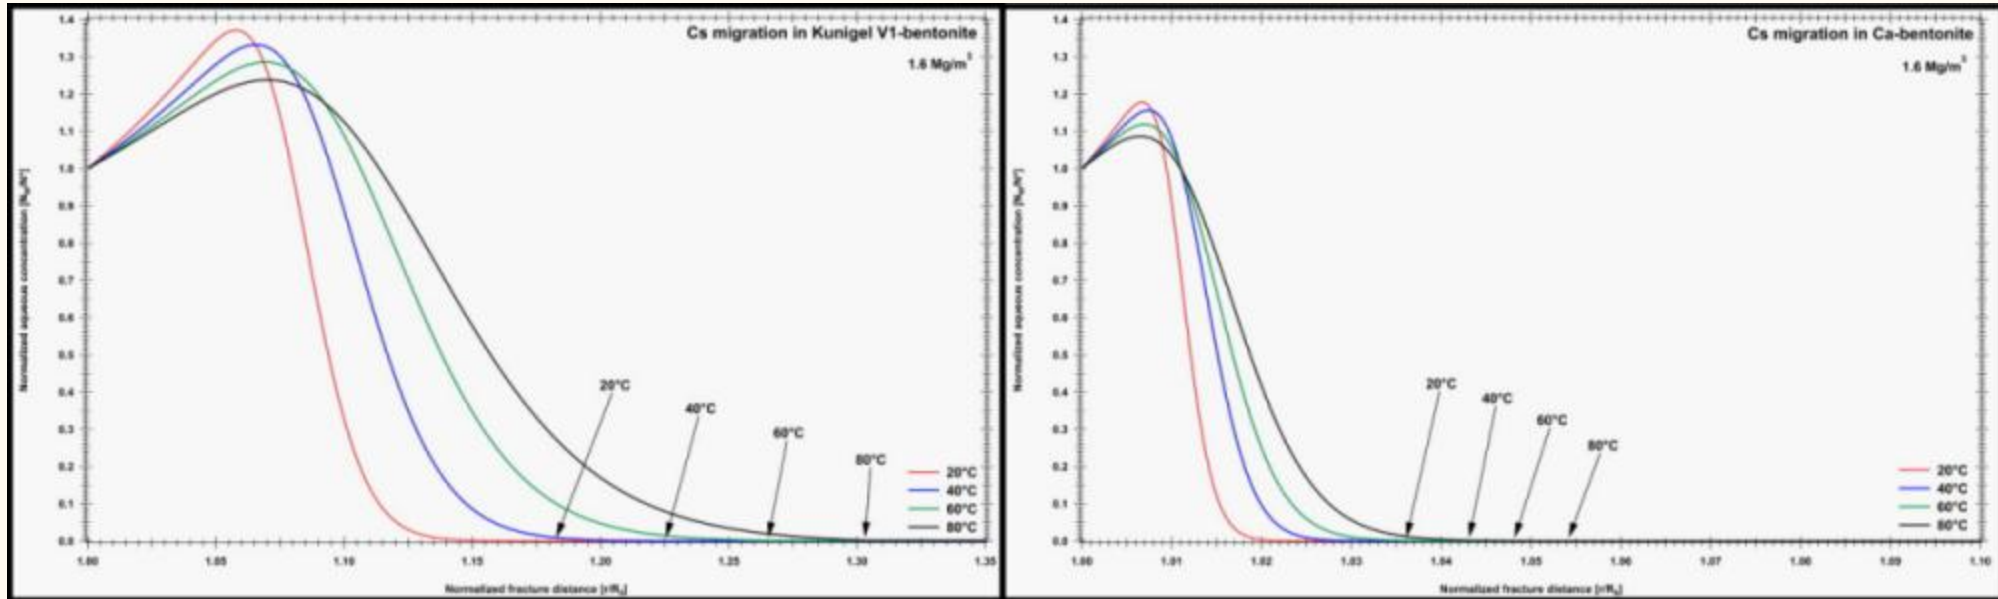 Cs migration in Kunigel V1-bentonite
1.6 Mg/m³
Normalized aqueous concentration [N
1.4
1.3
1.2
1.1
1.0
0.9
0.8
0.7
0.6
0.5
0.4
0.3
0.2
0.1
0.0
20°C
40°C
60°C
80°C
20°C
40°C
60°C
80°C
1.00
1.05
1.10
1.15
1.20
1.25
1.30
1.35
Normalized fracture distance
Cs migration in Ca-bentonite
1.6 Mg/m³
Normalized aqueous concentration
1.4
1.3
1.2
1.1
1.0
0.9
0.8
0.7
0.6
0.5
0.4
0.3
0.2
0.1
0.0
20°C
40°C
60°C
80°C
20°C
40°C
60°C
80°C
1.00
1.01
1.02
1.03
1.04
1.05
1.06
1.07
1.08
1.09
1.10
Normalized fracture distance